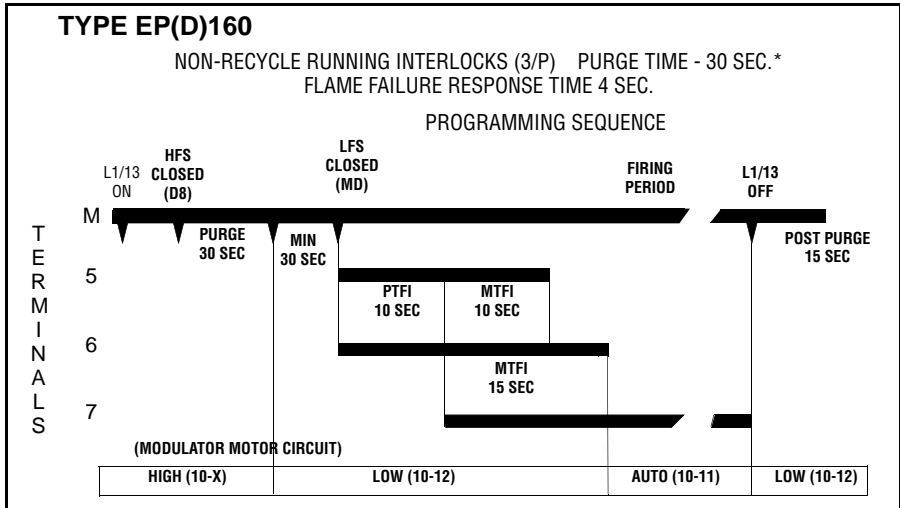 TYPE EP(D)160
NON-RECYCLE RUNNING INTERLOCKS (3/P) PURGE TIME - 30 SEC.*
FLAME FAILURE RESPONSE TIME 4 SEC.
PROGRAMMING SEQUENCE
L1/13
ON
HFS
CLOSED
(D8)
LFS
CLOSED
(MD)
FIRING
PERIOD
L1/13
OFF
TERMINALS
M
PURGE
30 SEC
MIN
30 SEC
POST PURGE
15 SEC
5
PTFI
10 SEC
MTFI
10 SEC
6
MTFI
15 SEC
7
(MODULATOR MOTOR CIRCUIT)
HIGH (10-X)
LOW (10-12)
AUTO (10-11)
LOW (10-12)